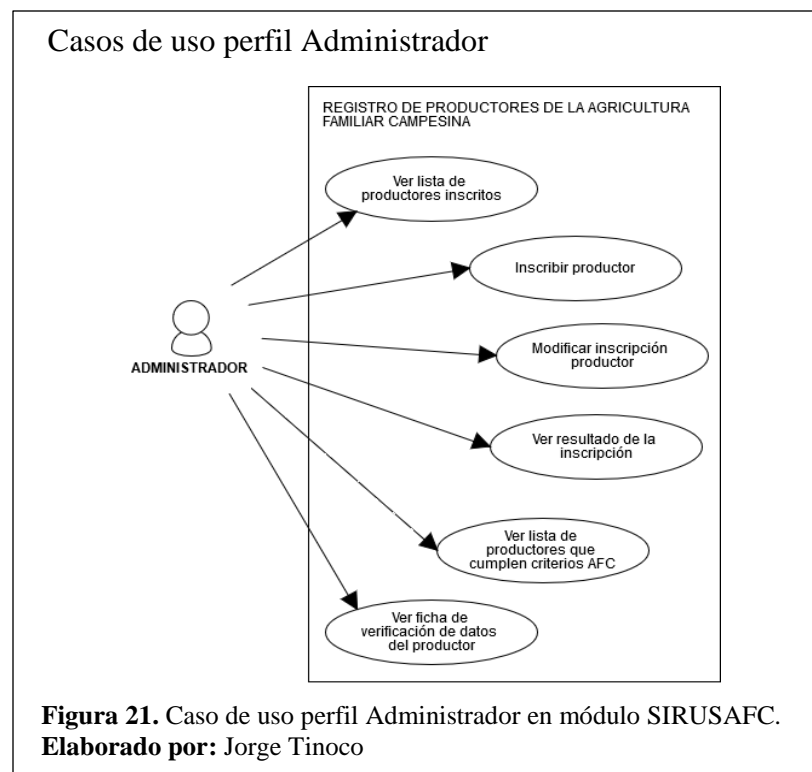 Casos de uso perfil Administrador
REGISTRO DE PRODUCTORES DE LA AGRICULTURA
FAMILIAR CAMPESINA
Ver lista de
productores inscritos
Inscribir productor
ADMINISTRADOR
Modificar inscripción
productor
Ver resultado de la
inscripción
Ver lista de
productores que
cumplen criterios AFC
Ver ficha de
verificación de datos
del productor
Figura 21. Caso de uso perfil Administrador en módulo SIRUSAFC.
Elaborado por: Jorge Tinoco